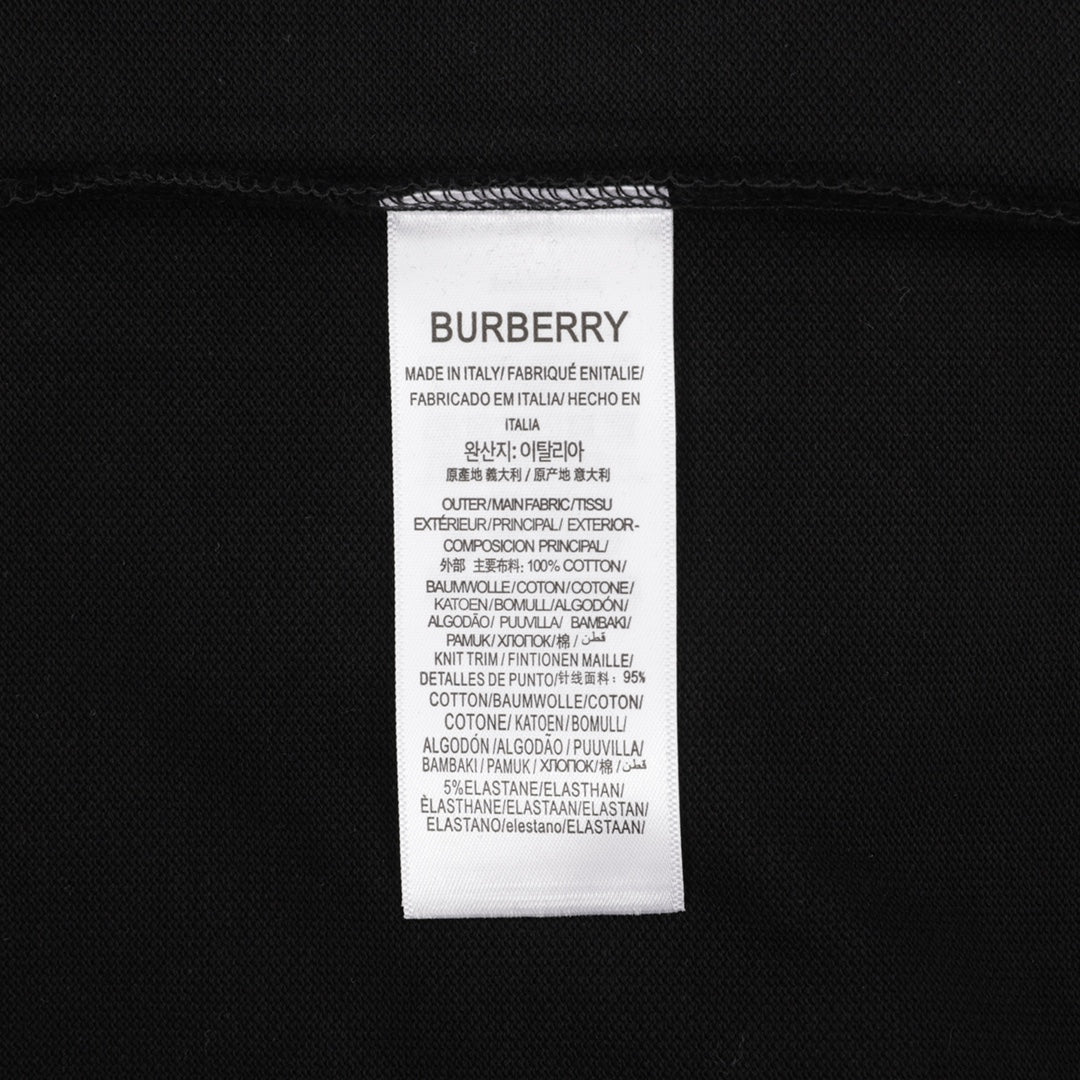 BURBERRY
MADE IN ITALY/ FABRIQUÉ ENITALIE/
FABRICADO EM ITALIA/ HECHO EN
ITALIA
완산지: 이탈리아
原產地 義大利 / 原产地 意大利
OUTER/MAIN FABRIC/TISSU
EXTÉRIEUR/PRINCIPAL/ EXTERIOR-
COMPOSICION PRINCIPAL/
外部 主要布料: 100% COTTON/
BAUMWOLLE/COTON/COTONE/
KATOEN/BOMULL/ALGODÓN/
ALGODÃO/ PUUVILLA/ BAMBAKI/
PAMUK/ХЛОПОК/棉/ قطن
KNIT TRIM / FINTIONEN MAILLE/
DETALLES DE PUNTO/针线面料: 95%
COTTON/BAUMWOLLE/COTON/
COTONE/ KATOEN/BOMULL/
ALGODÓN /ALGODÃO / PUUVILLA/
BAMBAKI / PAMUK / ХЛОПОК/棉 / قطن
5%ELASTANE/ELASTHAN/
ÈLASTHANE/ELASTAAN/ELASTAN/
ELASTANO/elestano/ELASTAAN/